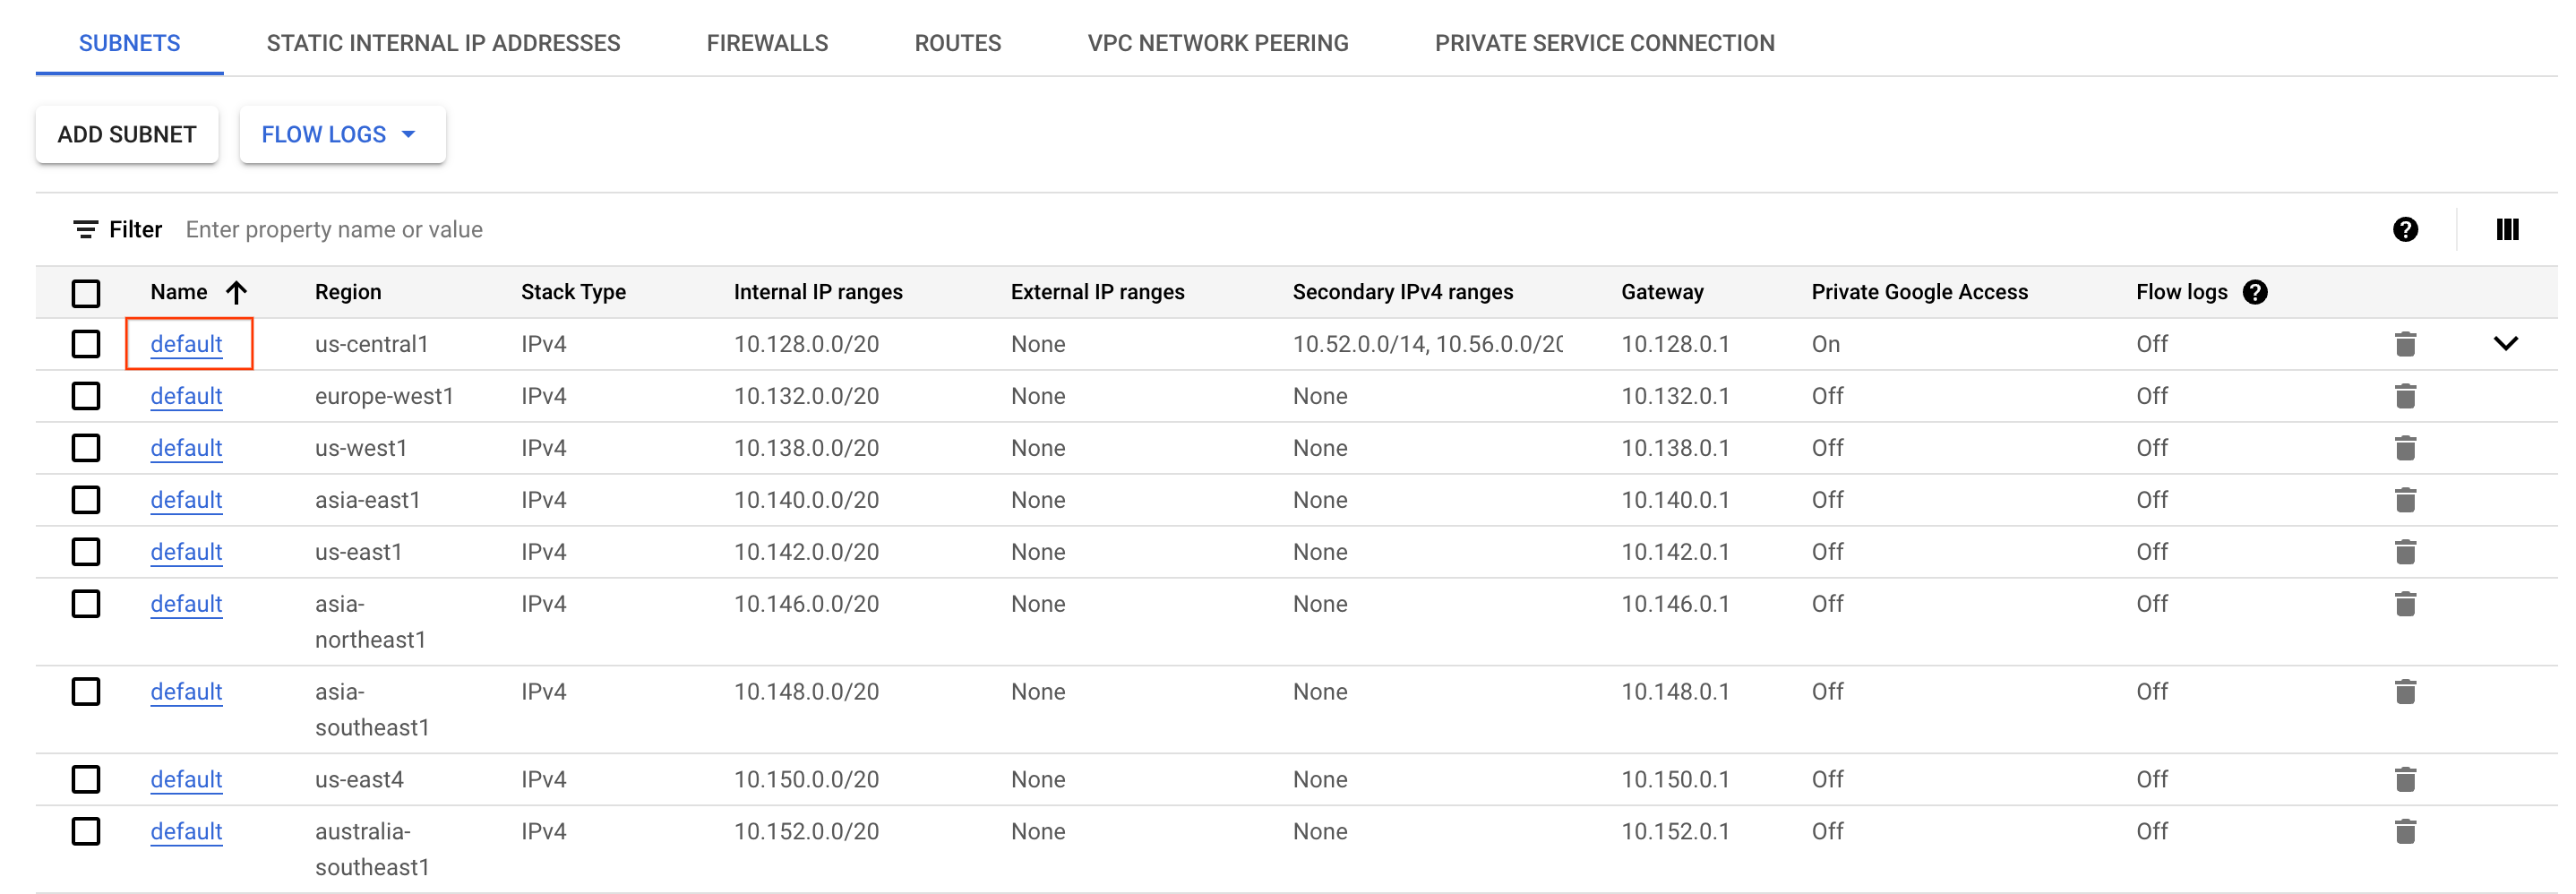 SUBNETS STATIC INTERNAL IP ADDRESSES FIREWALLS ROUTES VPC NETWORK PEERING PRIVATE SERVICE CONNECTION
ADD SUBNET FLOW LOGS
Filter Enter property name or value
Name Region Stack Type Internal IP ranges External IP ranges Secondary IPv4 ranges Gateway Private Google Access Flow logs
default us-central1 IPv4 10.128.0.0/20 None 10.52.0.0/14, 10.56.0.0/20 10.128.0.1 On Off
default europe-west1 IPv4 10.132.0.0/20 None None 10.132.0.1 Off Off
default us-west1 IPv4 10.138.0.0/20 None None 10.138.0.1 Off Off
default asia-east1 IPv4 10.140.0.0/20 None None 10.140.0.1 Off Off
default us-east1 IPv4 10.142.0.0/20 None None 10.142.0.1 Off Off
default asia- IPv4 10.146.0.0/20 None None 10.146.0.1 Off Off
northeast1
default asia- IPv4 10.148.0.0/20 None None 10.148.0.1 Off Off
southeast1
default us-east4 IPv4 10.150.0.0/20 None None 10.150.0.1 Off Off
default australia- IPv4 10.152.0.0/20 None None 10.152.0.1 Off Off
southeast1